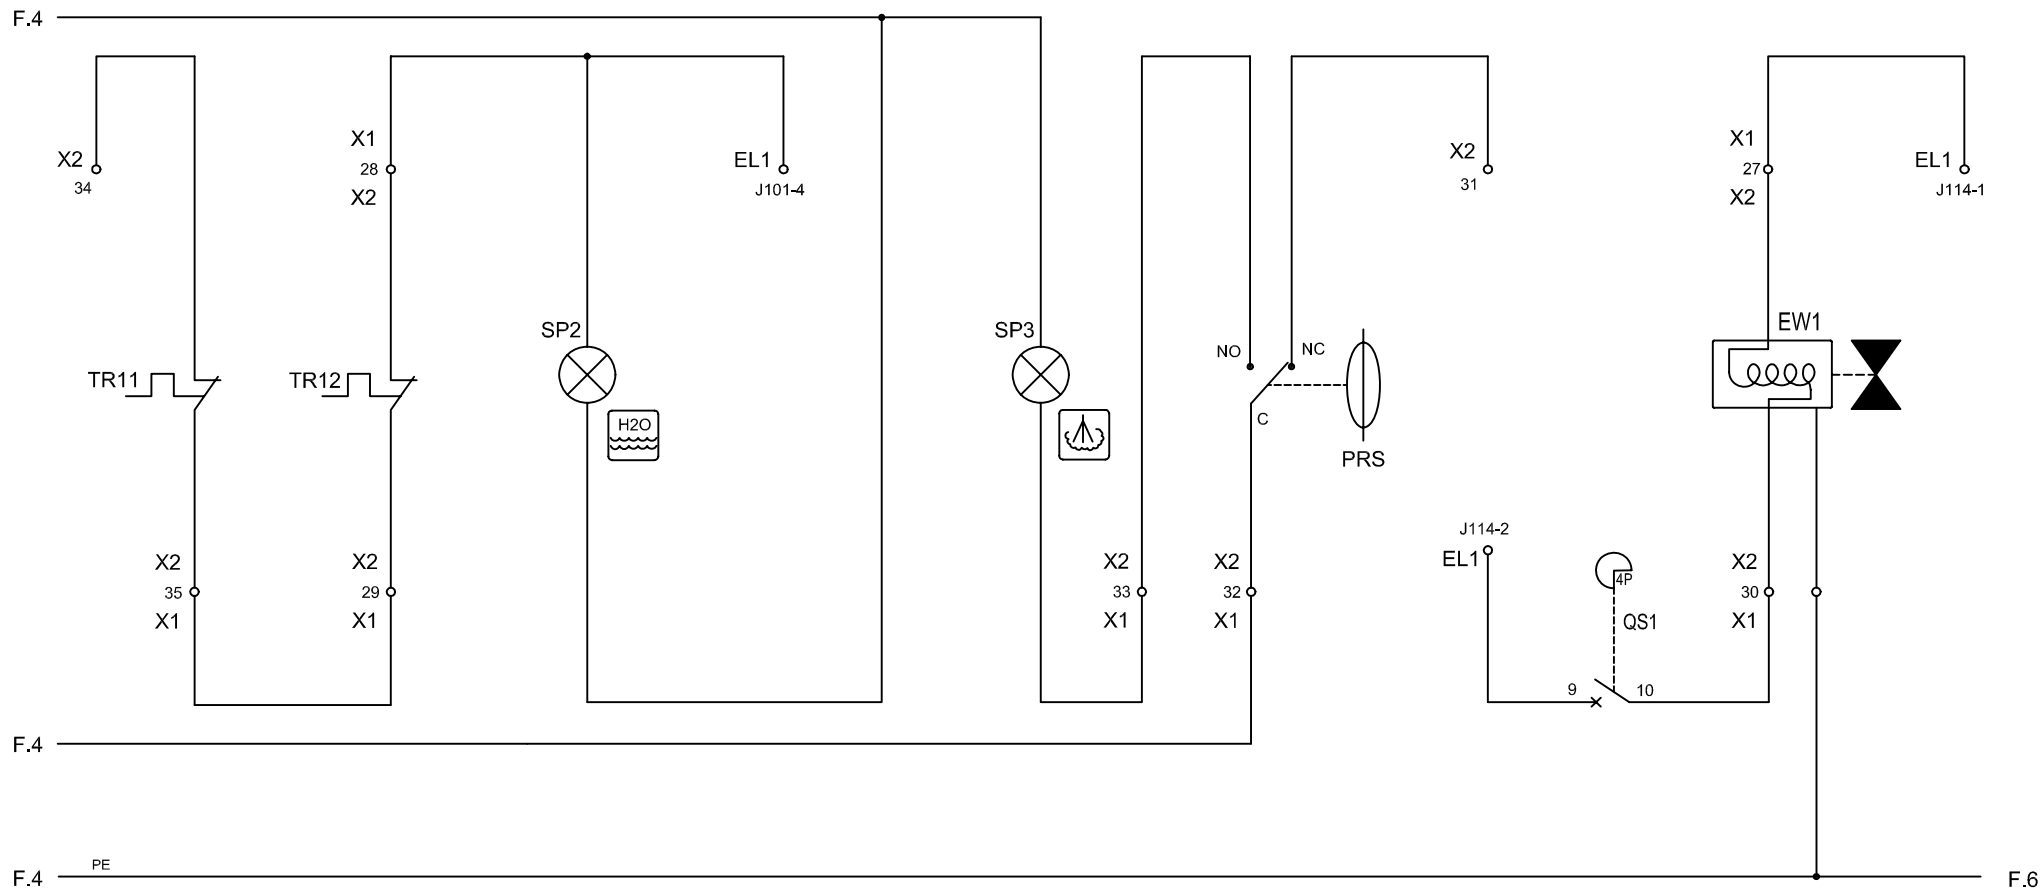 F.4
X2
34
X1
28
X2
EL1
J101-4
X2
31
X1
27
X2
EL1
J114-1
TR11
TR12
SP2
H2O
SP3
NO
NC
C
PRS
EW1
X2
35
X1
X2
29
X1
X2
33
X1
X2
32
X1
J114-2
EL1
4P
QS1
9
10
X2
30
X1
F.4
F.4
PE
F.6